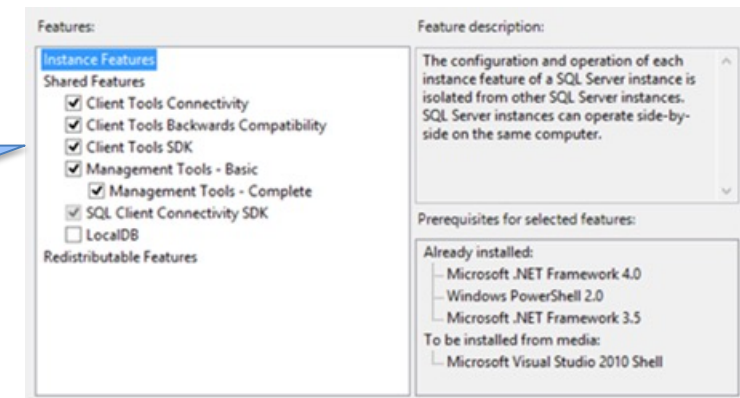 Features:
Instance Features
Shared Features
Client Tools Connectivity
Client Tools Backwards Compatibility
Client Tools SDK
Management Tools - Basic
Management Tools - Complete
SQL Client Connectivity SDK
LocalDB
Redistributable Features
Feature description:
The configuration and operation of each
instance feature of a SQL Server instance is
isolated from other SQL Server instances.
SQL Server instances can operate side-by-
side on the same computer.
Prerequisites for selected features:
Already installed:
Microsoft .NET Framework 4.0
Windows PowerShell 2.0
Microsoft .NET Framework 3.5
To be installed from media:
Microsoft Visual Studio 2010 Shell